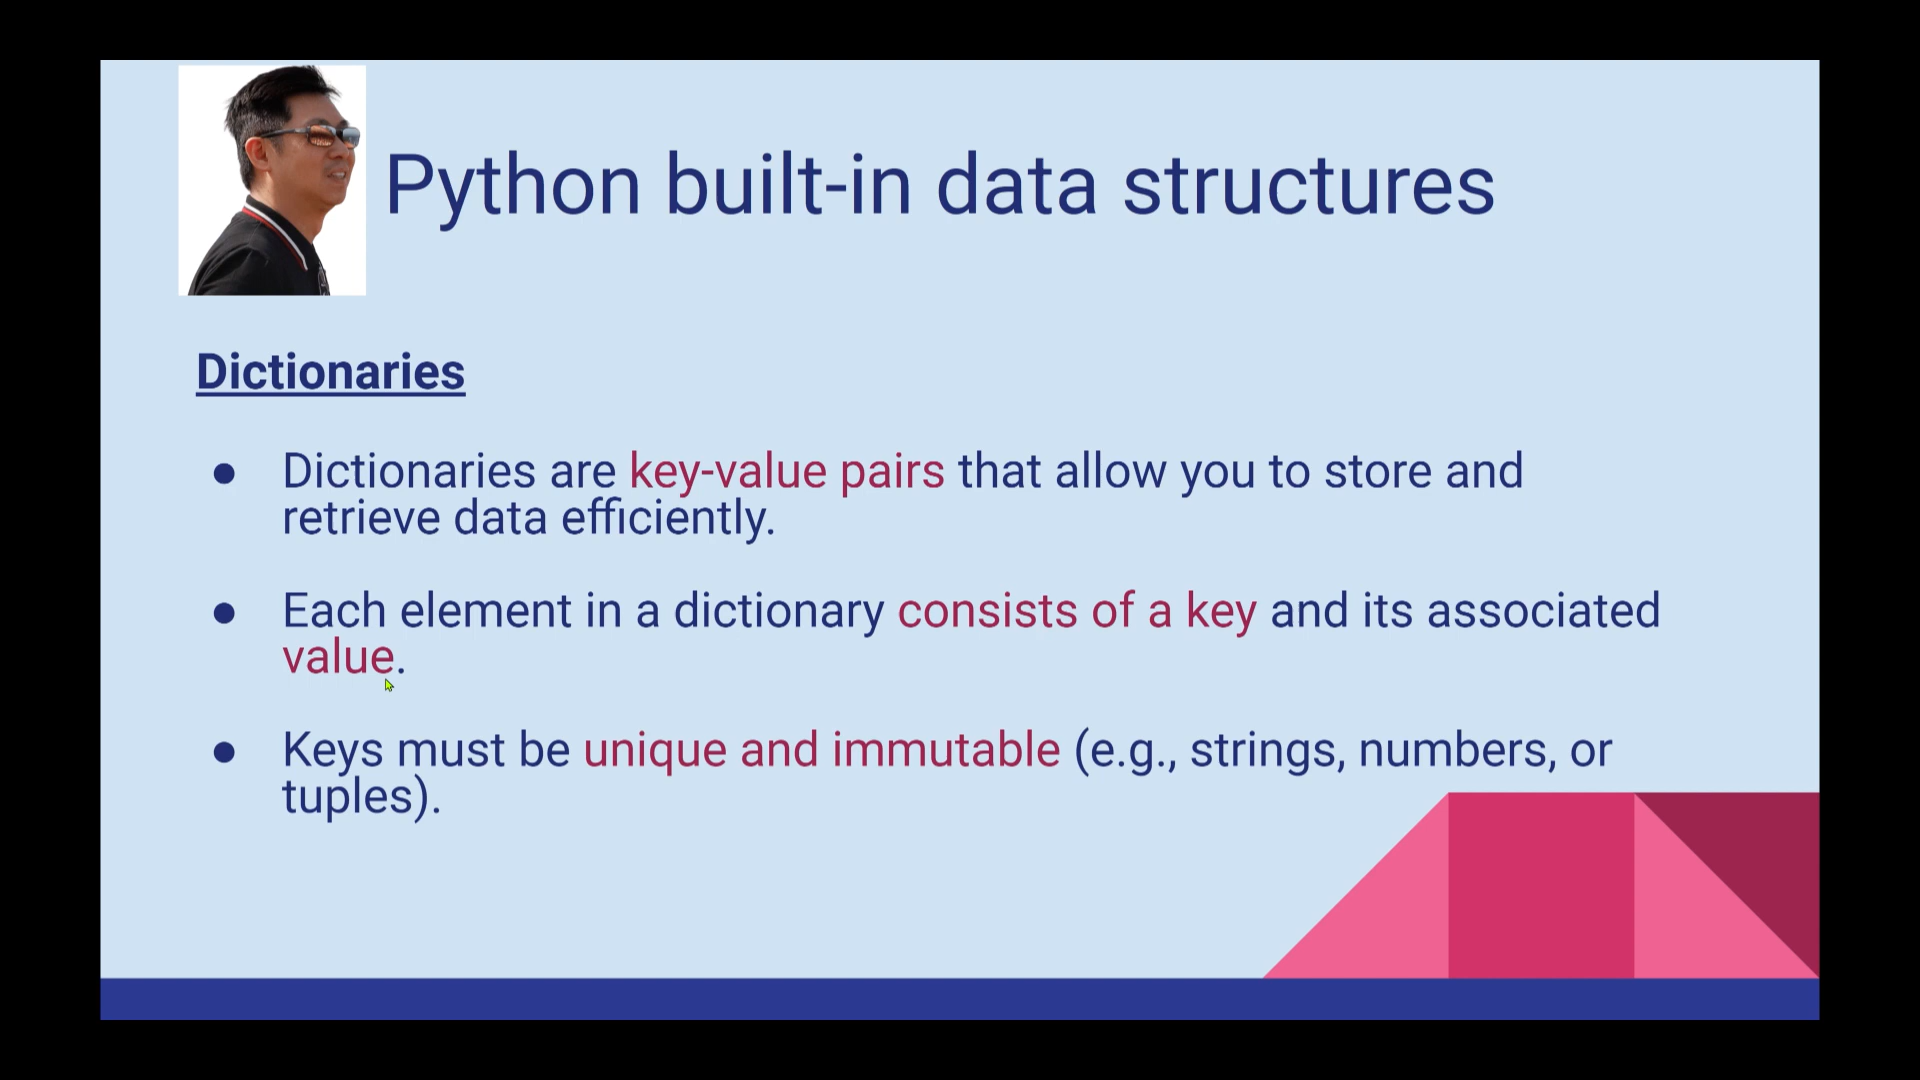 Python built-in data structures
Dictionaries
● Dictionaries are key-value pairs that allow you to store and
retrieve data efficiently.
● Each element in a dictionary consists of a key and its associated
value.
● Keys must be unique and immutable (e.g., strings, numbers, or
tuples).